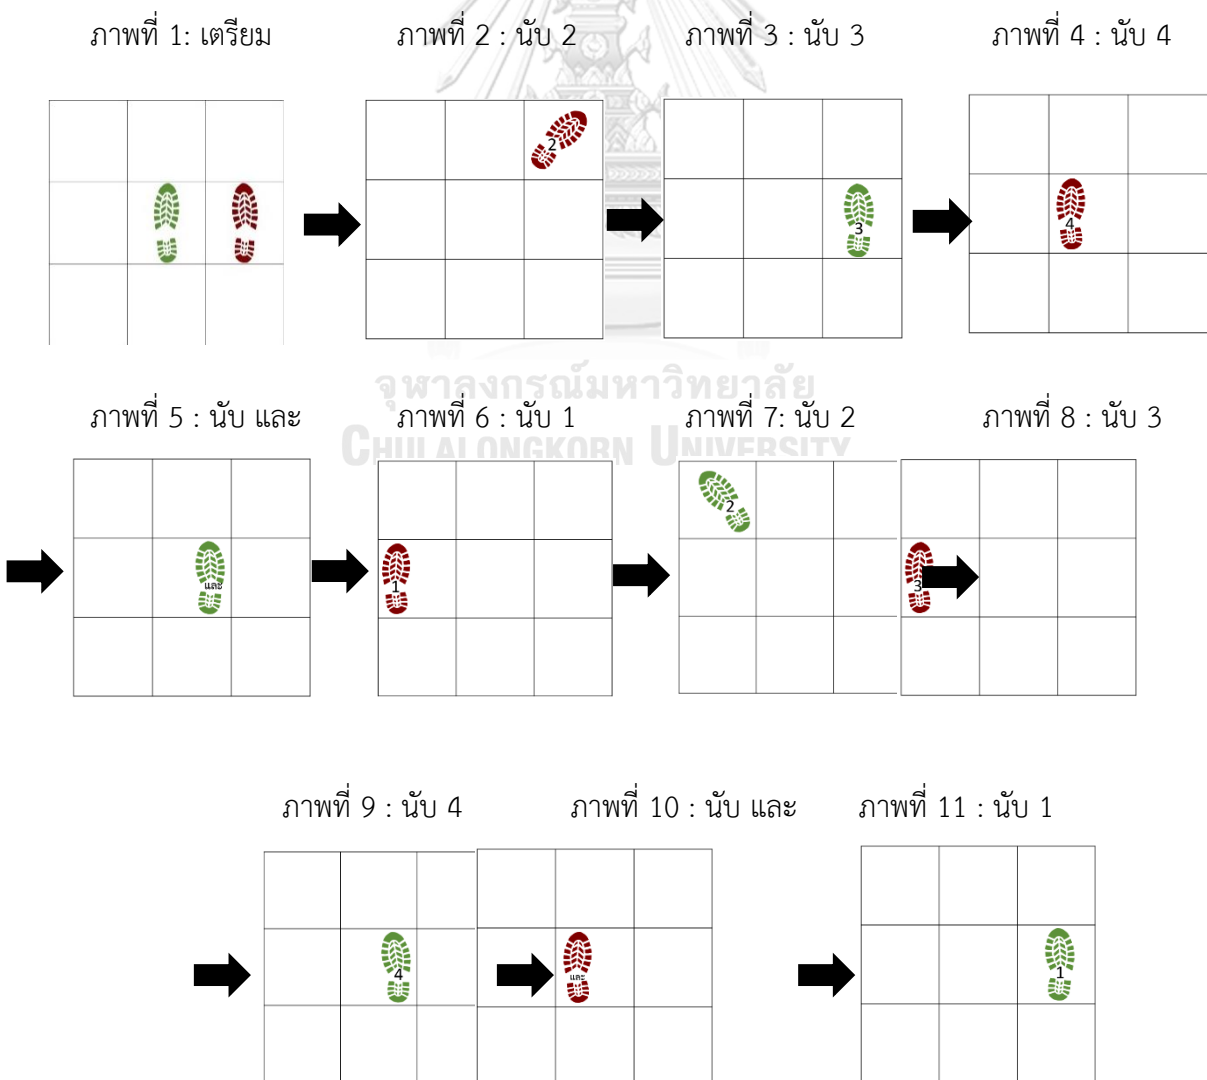 ภาพที่ 1: เตรียม
ภาพที่ 2 : นับ 2
ภาพที่ 3 : นับ 3
ภาพที่ 4 : นับ 4
2
3
4
จุฬาลงกรณ์มหาวิทยาลัย
CHULALONGKORN UNIVERSITY
ภาพที่ 5 : นับ และ
ภาพที่ 6 : นับ 1
ภาพที่ 7: นับ 2
ภาพที่ 8 : นับ 3
และ
1
2
3
ภาพที่ 9 : นับ 4
ภาพที่ 10 : นับ และ
ภาพที่ 11 : นับ 1
4
และ
1